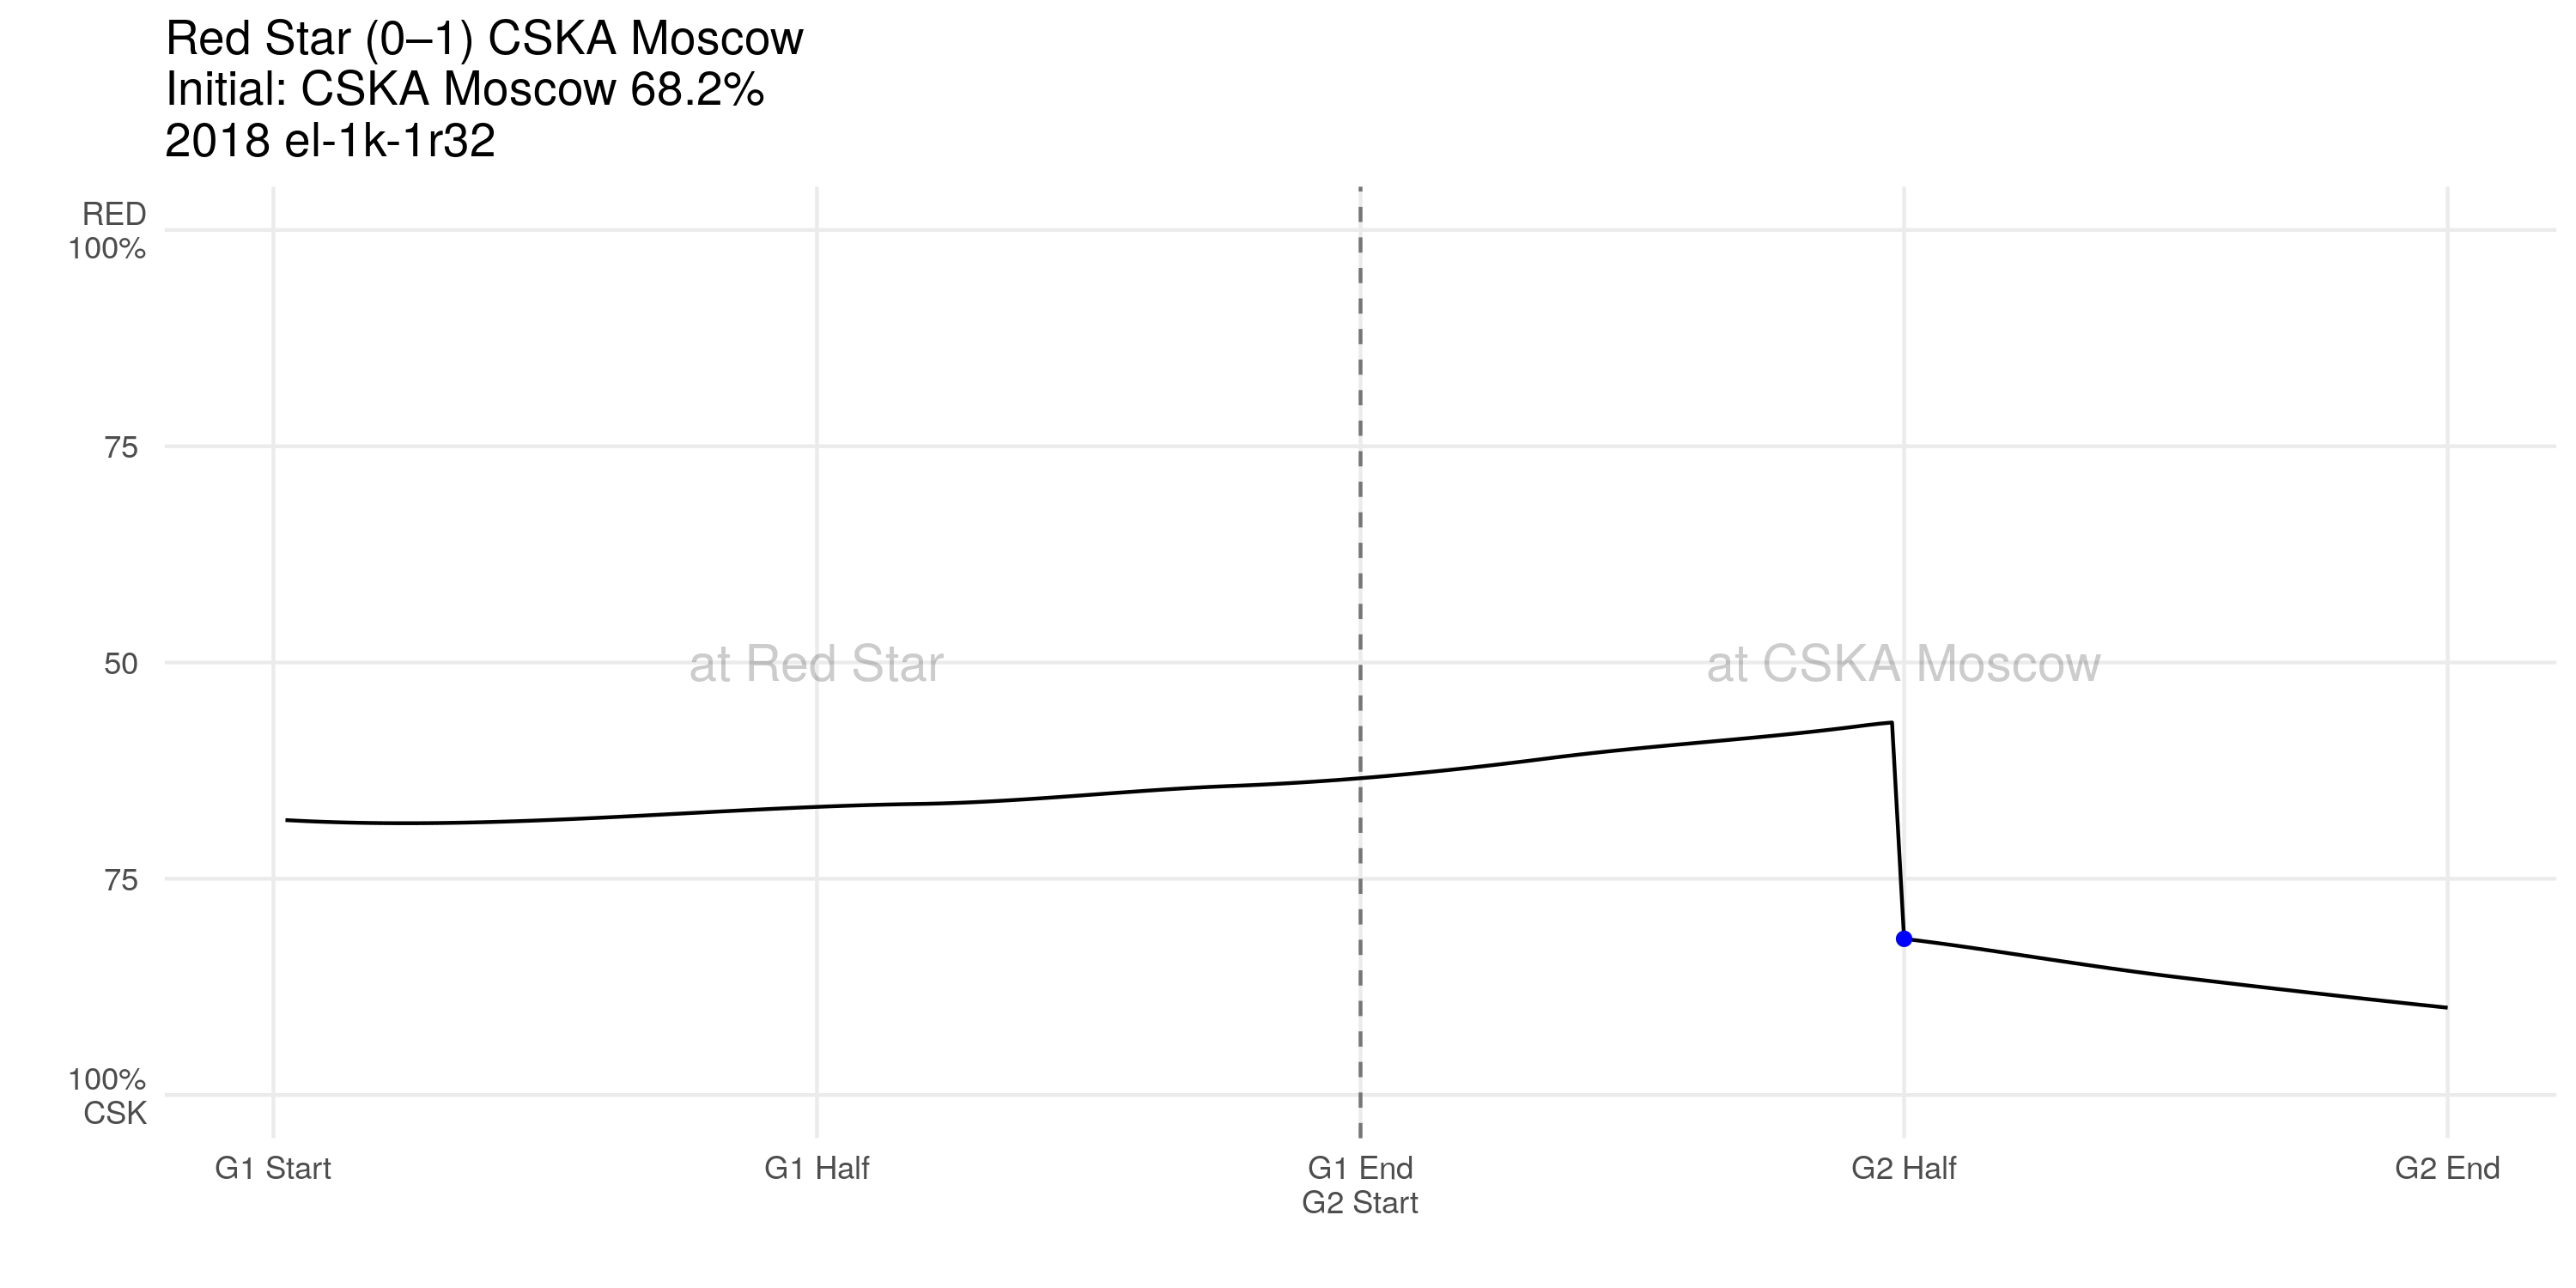 Red Star (0–1) CSKA Moscow
Initial: CSKA Moscow 68.2%
2018 el-1k-1r32
RED
100%
75
50
75
100%
CSK
at Red Star
at CSKA Moscow
G1 Start
G1 Half
G1 End
G2 Start
G2 Half
G2 End